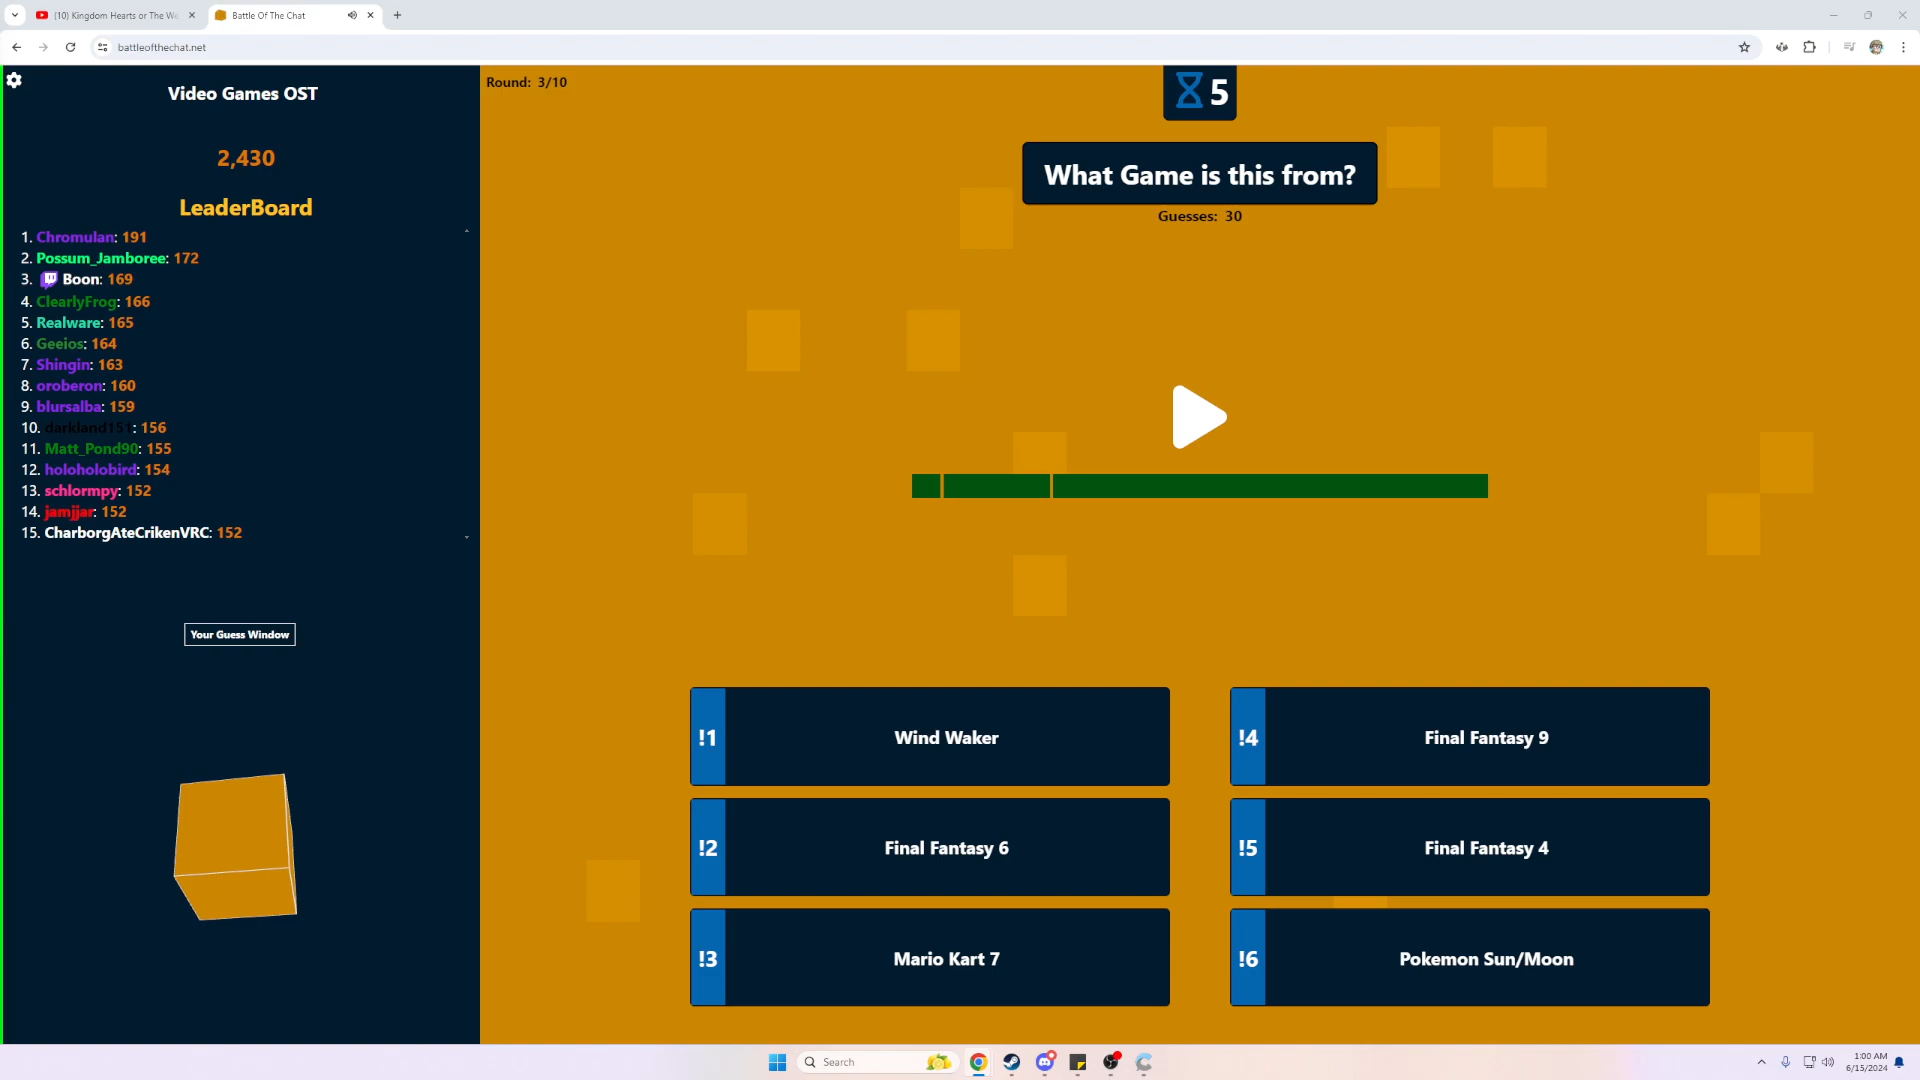 (10) Kingdom Hearts or The We
Battle Of The Chat
battleofthechat.net
Video Games OST
2,430
LeaderBoard
1. Chromulan: 191
2. Possum_Jamboree: 172
3. Boon: 169
4. ClearlyFrog: 166
5. Realware: 165
6. Geeios: 164
7. Shingin: 163
8. oroberon: 160
9. blursalba: 159
10. darkland151: 156
11. Matt_Pond90: 155
12. holoholobird: 154
13. schlormpy: 152
14. jamjjar: 152
15. CharborgAteCrikenVRC: 152
Your Guess Window
Round: 3/10
5
What Game is this from?
Guesses: 30
!1 Wind Waker
!4 Final Fantasy 9
!2 Final Fantasy 6
!5 Final Fantasy 4
!3 Mario Kart 7
!6 Pokemon Sun/Moon
Search
1:00 AM
6/15/2024